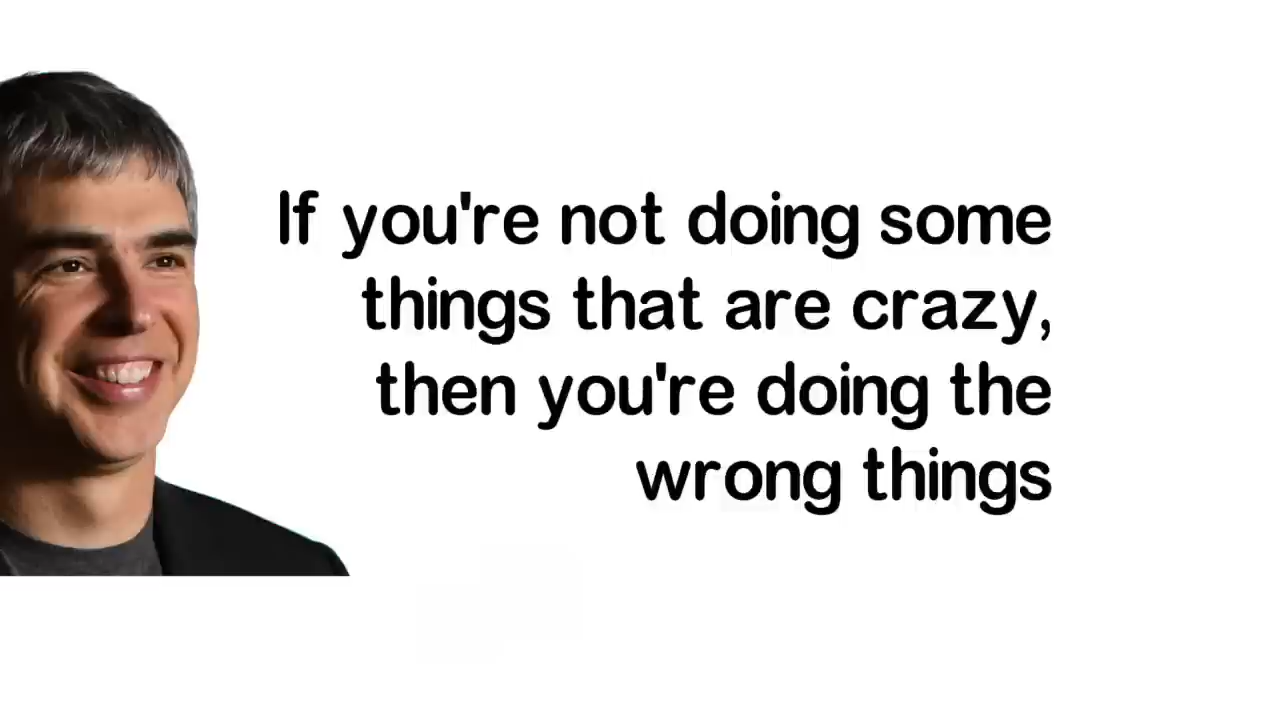 If you're not doing some
things that are crazy,
then you're doing the
wrong things